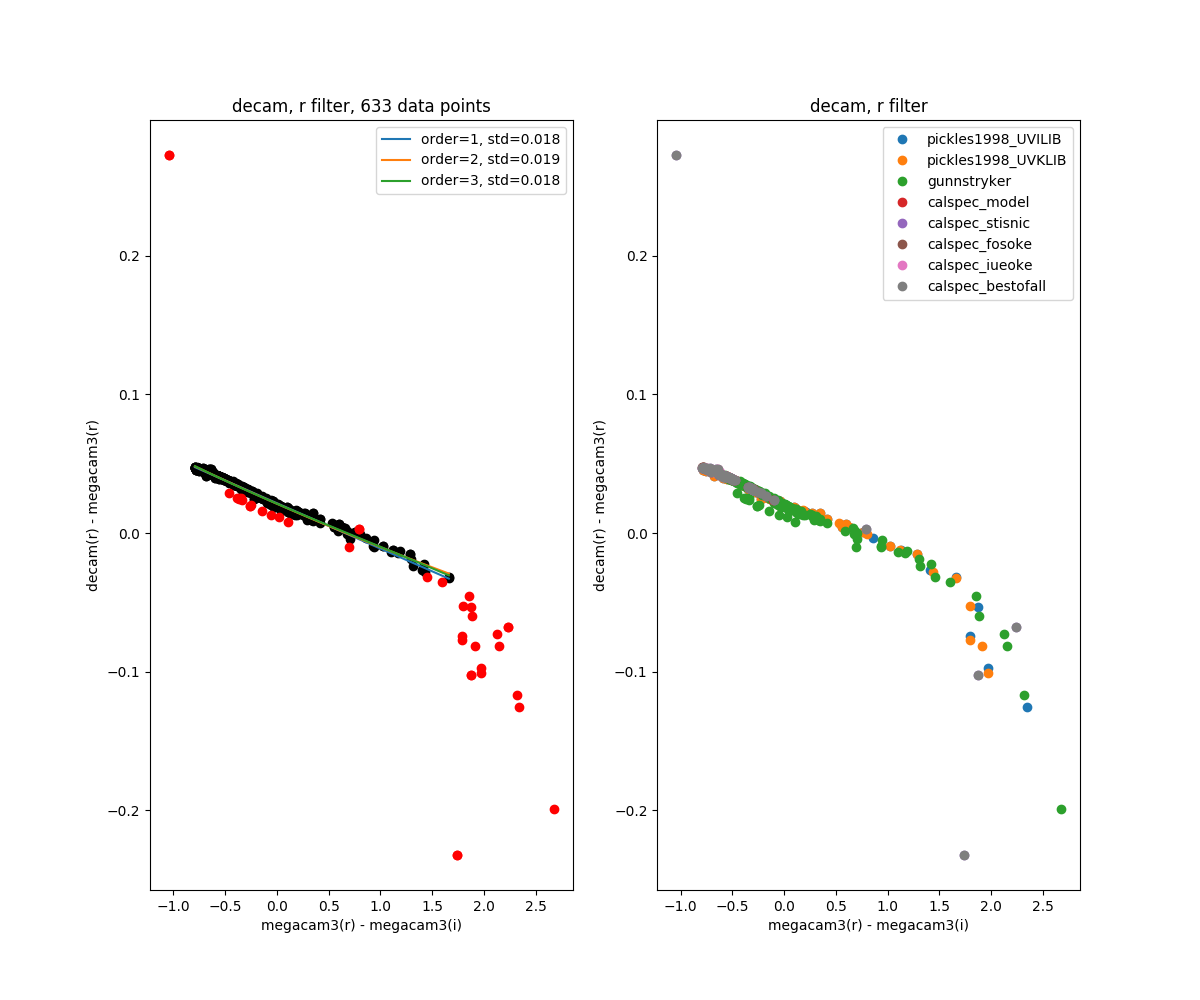 decam, r filter, 633 data points
order=1, std=0.018
order=2, std=0.019
order=3, std=0.018
0.2
0.1
0.0
−0.1
−0.2
decam(r) - megacam3(r)
−1.0 −0.5 0.0 0.5 1.0 1.5 2.0 2.5
megacam3(r) - megacam3(i)
decam, r filter
pickles1998_UVILIB
pickles1998_UVKLIB
gunnstryker
calspec_model
calspec_stisnic
calspec_fosoke
calspec_iueoke
calspec_bestofall
0.2
0.1
0.0
−0.1
−0.2
decam(r) - megacam3(r)
−1.0 −0.5 0.0 0.5 1.0 1.5 2.0 2.5
megacam3(r) - megacam3(i)